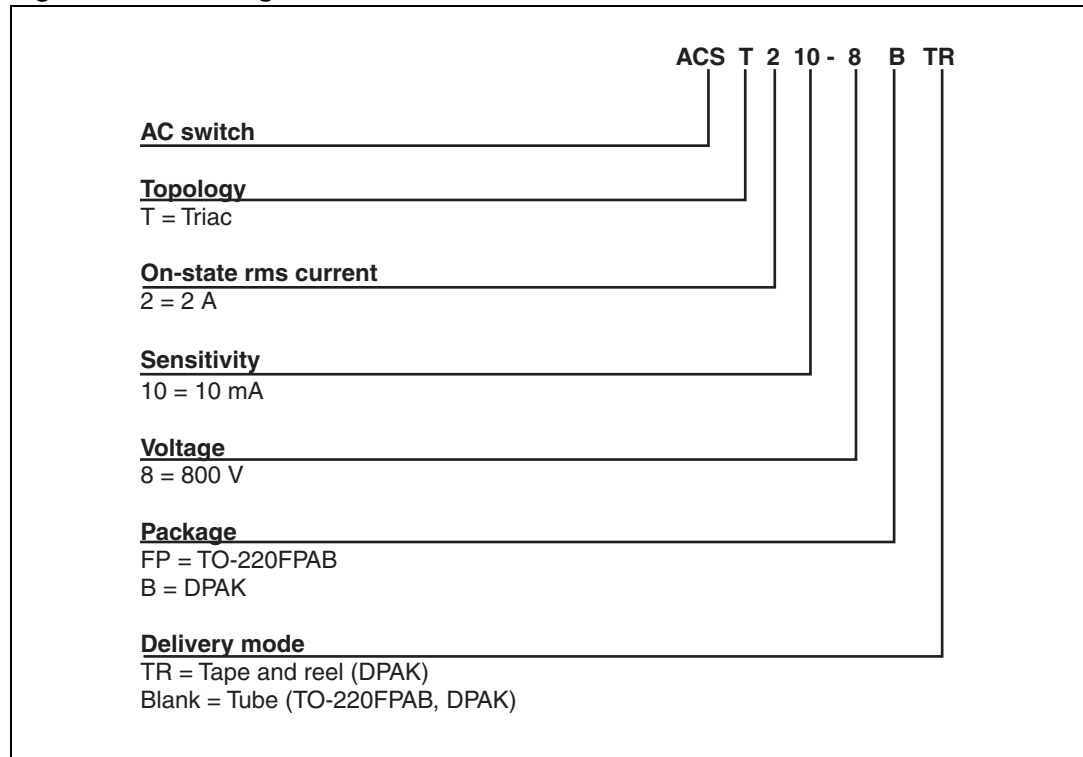 ACS T 2 10 - 8 B TR
AC switch
Topology
T = Triac
On-state rms current
2 = 2 A
Sensitivity
10 = 10 mA
Voltage
8 = 800 V
Package
FP = TO-220FPAB
B = DPAK
Delivery mode
TR = Tape and reel (DPAK)
Blank = Tube (TO-220FPAB, DPAK)